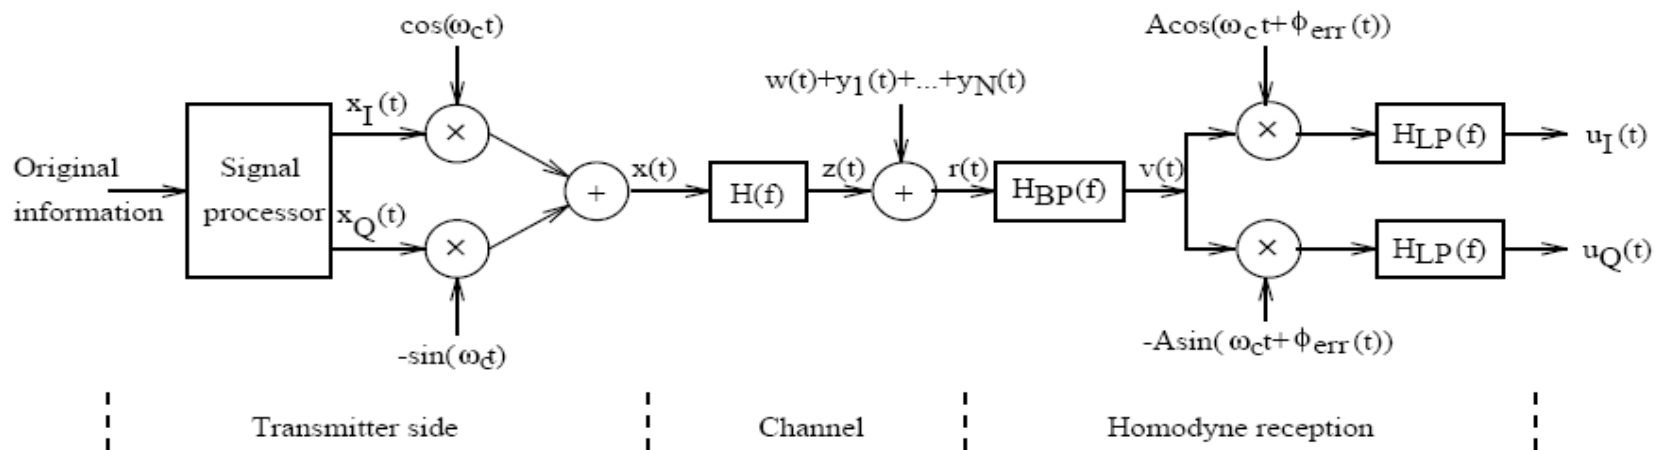 cos(ωct)
Acos(ωct+ϕerr(t))
w(t)+y1(t)+...+yN(t)
xI(t)
×
×
HLP(f)
uI(t)
Original
information
Signal
processor
+
x(t)
H(f)
z(t)
+
r(t)
HBP(f)
v(t)
xQ(t)
×
×
HLP(f)
uQ(t)
-sin(ωct)
-Asin(ωct+ϕerr(t))
Transmitter side
Channel
Homodyne reception